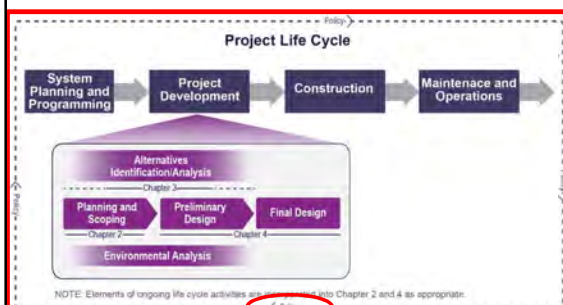 Policy
Project Life Cycle
System
Planning and
Programming
Project
Development
Construction
Maintenace and
Operations
Alternatives
Identification/Analysis
Chapter 3
Planning and
Scoping
Preliminary
Design
Final Design
Chapter 2
Chapter 4
Environmental Analysis
Policy
NOTE: Elements of ongoing life cycle activities are incorporated into Chapter 2 and 4 as appropriate.